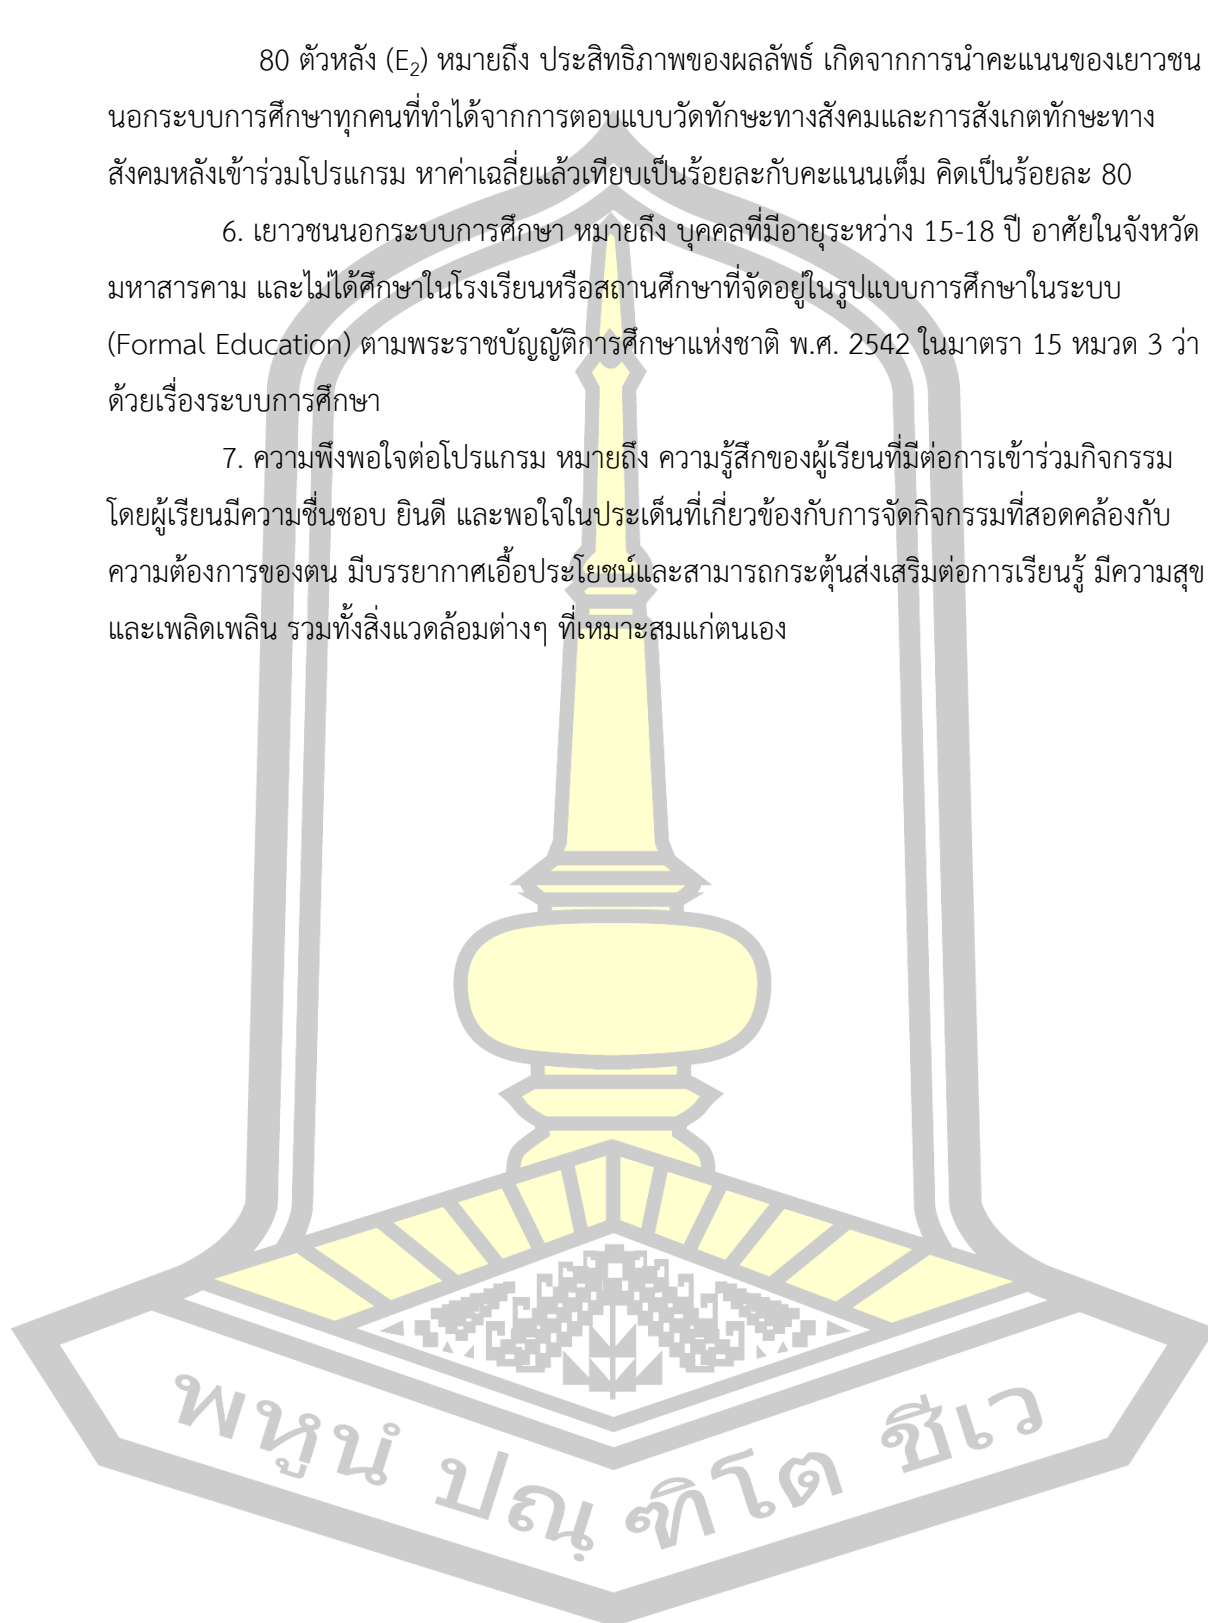 80 ตัวหลัง (E₂) หมายถึง ประสิทธิภาพของผลลัพธ์ เกิดจากการนำคะแนนของเยาวชน
นอกระบบการศึกษาทุกคนที่ทำได้จากการตอบแบบวัดทักษะทางสังคมและการสังเกตทักษะทาง
สังคมหลังเข้าร่วมโปรแกรม หาค่าเฉลี่ยแล้วเทียบเป็นร้อยละกับคะแนนเต็ม คิดเป็นร้อยละ 80
6. เยาวชนนอกระบบการศึกษา หมายถึง บุคคลที่มีอายุระหว่าง 15-18 ปี อาศัยในจังหวัด
มหาสารคาม และไม่ได้ศึกษาในโรงเรียนหรือสถานศึกษาที่จัดอยู่ในรูปแบบการศึกษาในระบบ
(Formal Education) ตามพระราชบัญญัติการศึกษาแห่งชาติ พ.ศ. 2542 ในมาตรา 15 หมวด 3 ว่า
ด้วยเรื่องระบบการศึกษา
7. ความพึงพอใจต่อโปรแกรม หมายถึง ความรู้สึกของผู้เรียนที่มีต่อการเข้าร่วมกิจกรรม
โดยผู้เรียนมีความชื่นชอบ ยินดี และพอใจในประเด็นที่เกี่ยวข้องกับการจัดกิจกรรมที่สอดคล้องกับ
ความต้องการของตน มีบรรยากาศเอื้อประโยชน์และสามารถกระตุ้นส่งเสริมต่อการเรียนรู้ มีความสุข
และเพลิดเพลิน รวมทั้งสิ่งแวดล้อมต่างๆ ที่เหมาะสมแก่ตนเอง
พหูนํ ปณฺ ฑิโต ชีเว